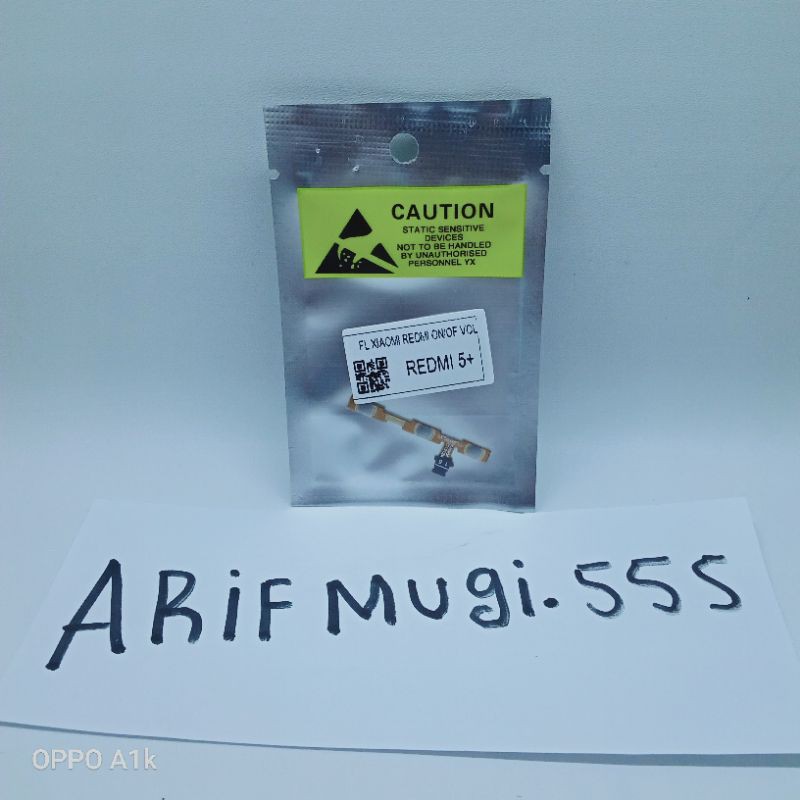 CAUTION
STATIC SENSITIVE
DEVICES
NOT TO BE HANDLED
BY UNAUTHORISED
PERSONNEL YX
FL XIAOMI REDMI ON/OF VOL
REDMI 5+
ARiF MUgi.555
OPPO A1k